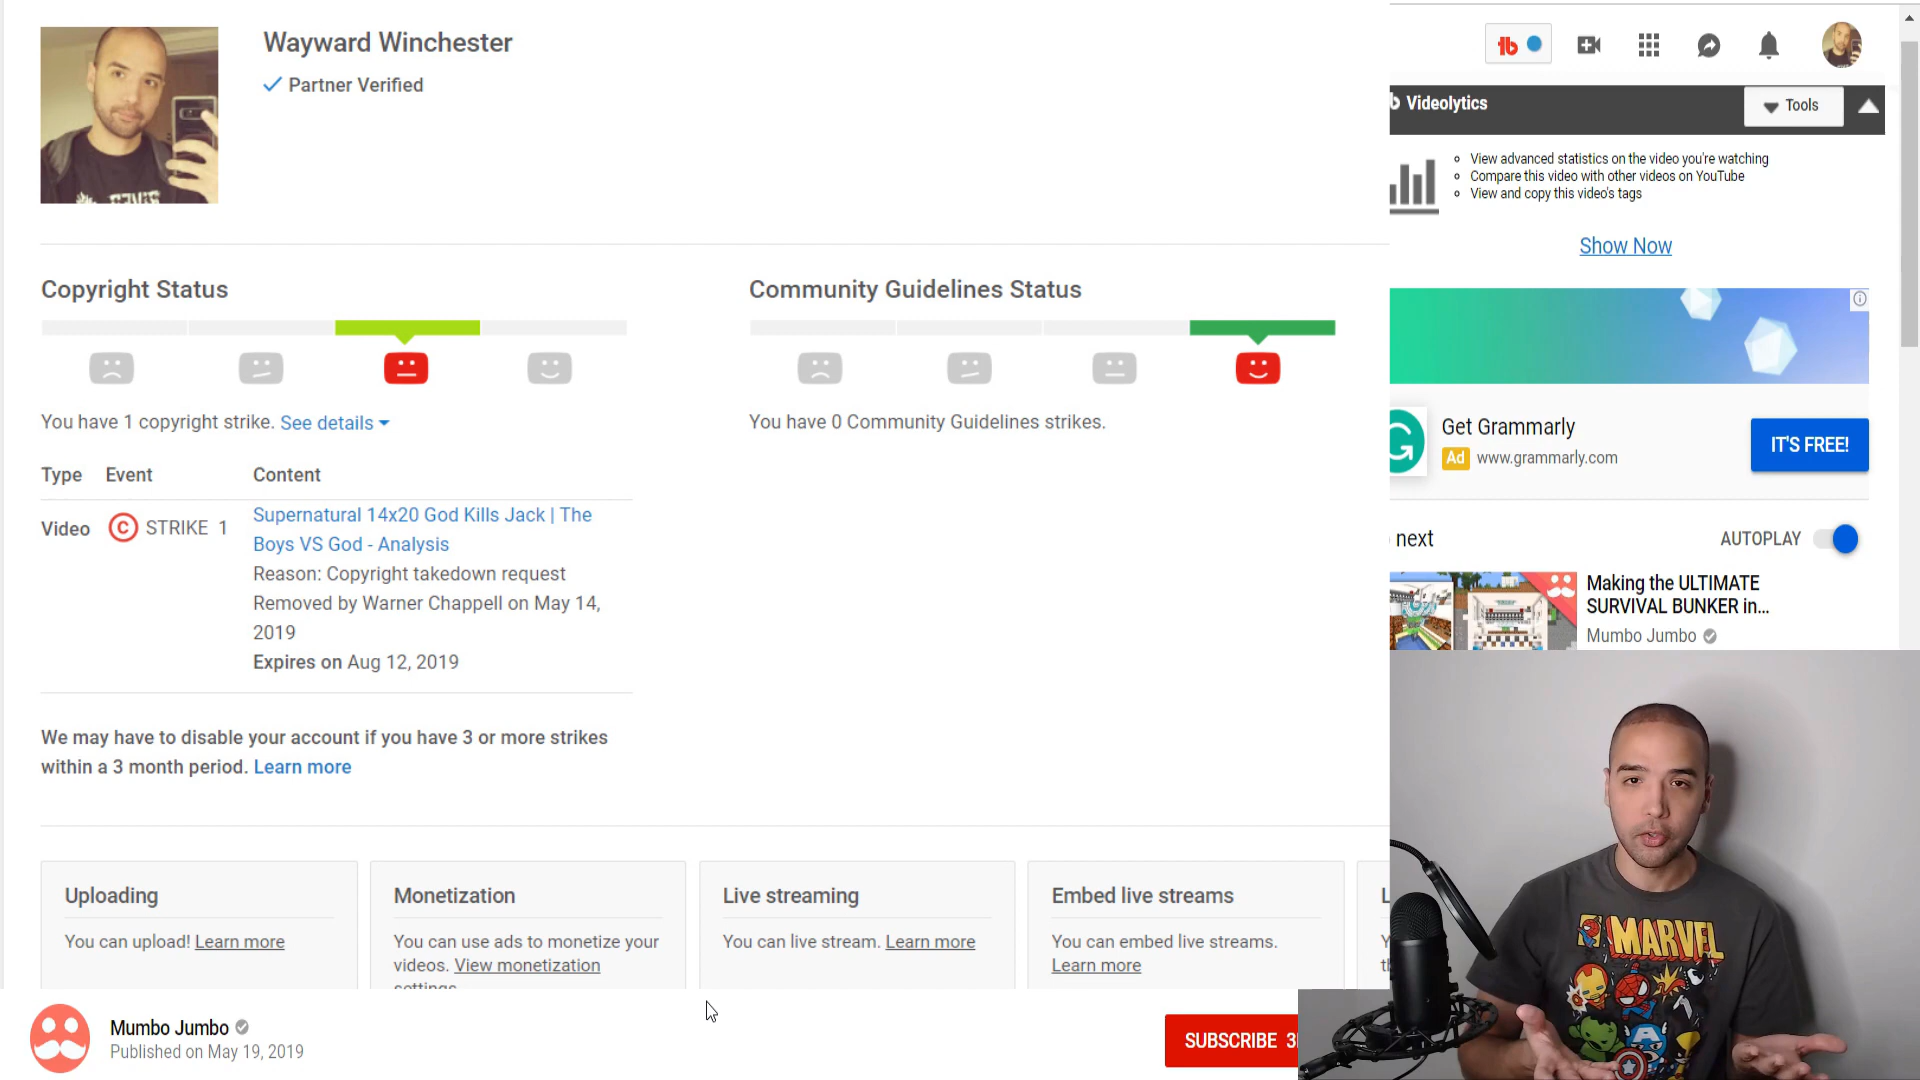 Wayward Winchester
Partner Verified
Copyright Status
You have 1 copyright strike. See details
Type Event Content
Video C STRIKE 1 Supernatural 14x20 God Kills Jack | The
Boys VS God - Analysis
Reason: Copyright takedown request
Removed by Warner Chappell on May 14,
2019
Expires on Aug 12, 2019
We may have to disable your account if you have 3 or more strikes
within a 3 month period. Learn more
Community Guidelines Status
You have 0 Community Guidelines strikes.
Uploading
You can upload! Learn more
Monetization
You can use ads to monetize your
videos. View monetization
settings
Live streaming
You can live stream. Learn more
Embed live streams
You can embed live streams.
Learn more
Mumbo Jumbo
Published on May 19, 2019
SUBSCRIBE
tb
Videolytics
Tools
View advanced statistics on the video you're watching
Compare this video with other videos on YouTube
View and copy this video's tags
Show Now
Get Grammarly
Ad www.grammarly.com
IT'S FREE!
next
AUTOPLAY
Making the ULTIMATE
SURVIVAL BUNKER in...
Mumbo Jumbo
MARVEL